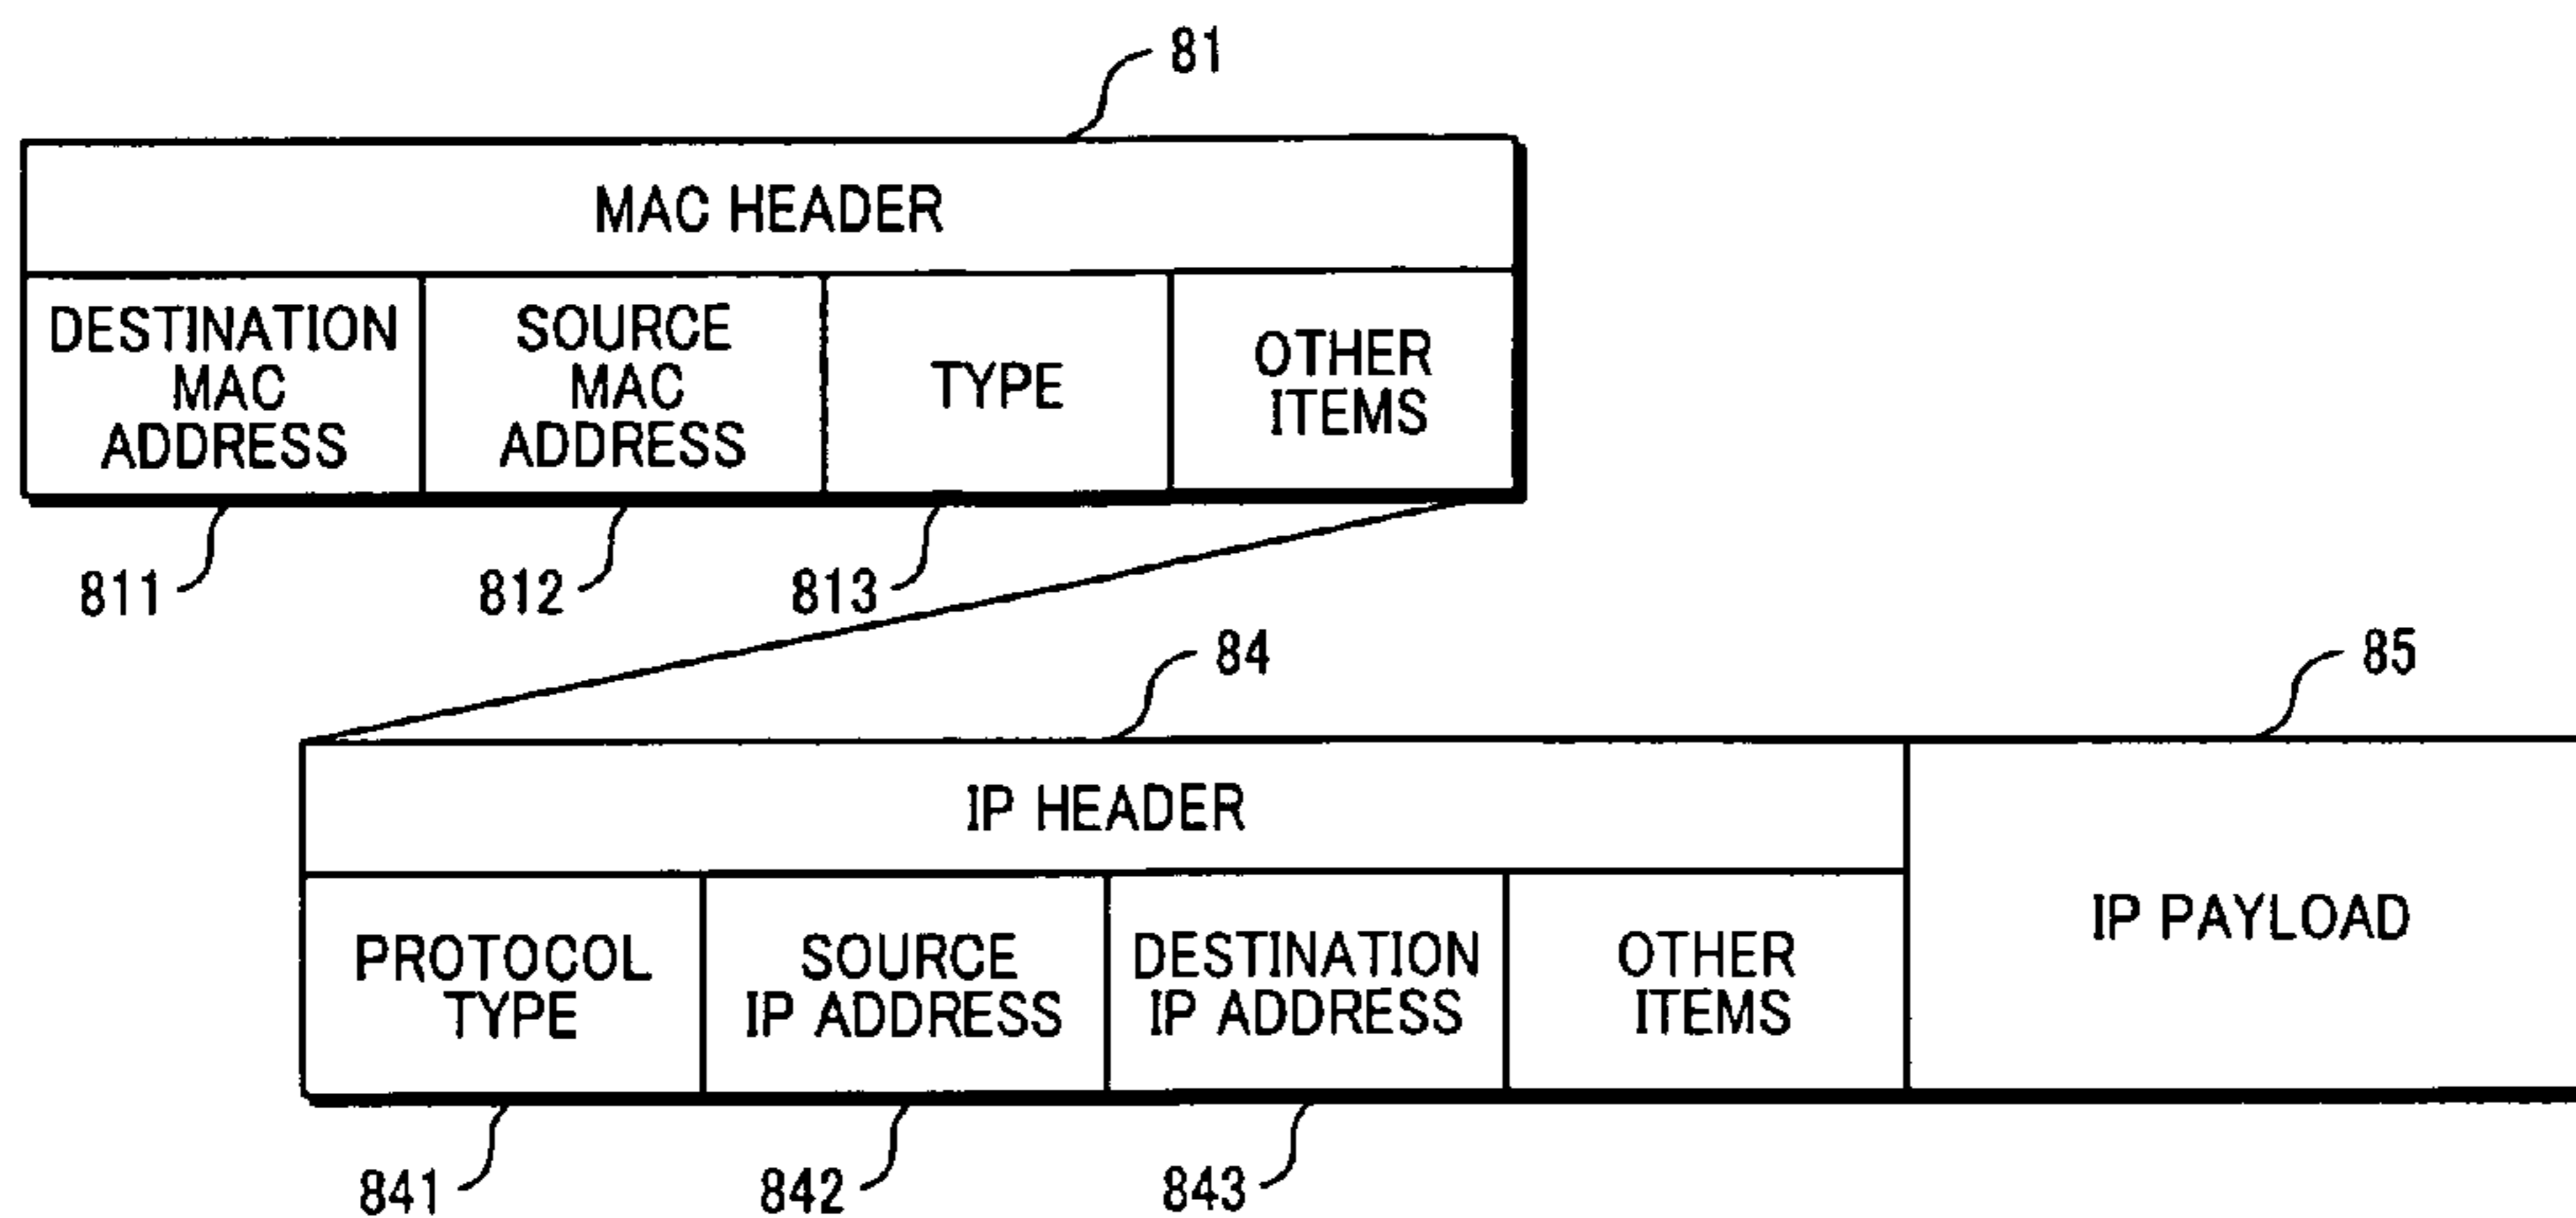 81
MAC HEADER
DESTINATION
MAC
ADDRESS
SOURCE
MAC
ADDRESS
TYPE
OTHER
ITEMS
811
812
813
84
85
IP HEADER
PROTOCOL
TYPE
SOURCE
IP ADDRESS
DESTINATION
IP ADDRESS
OTHER
ITEMS
IP PAYLOAD
841
842
843